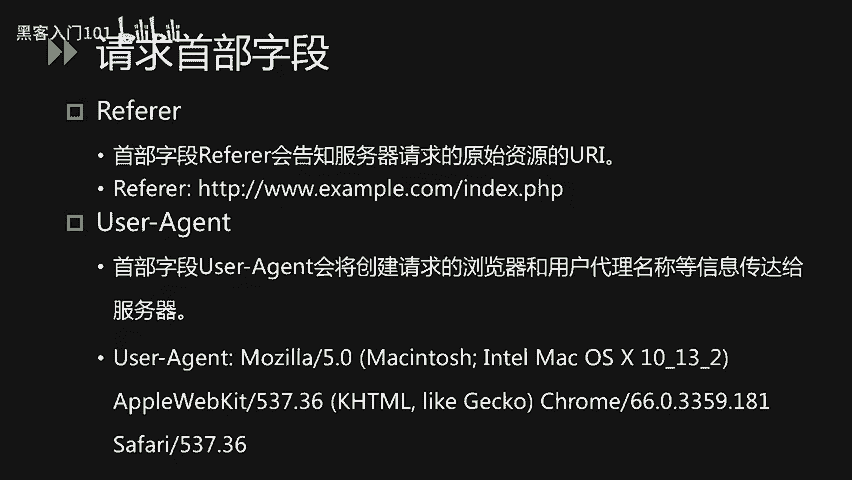 黑客入门101 bilibili
请求首部字段
Referer
• 首部字段Referer会告知服务器请求的原始资源的URI。
• Referer: http://www.example.com/index.php
User-Agent
• 首部字段User-Agent会将创建请求的浏览器和用户代理名称等信息传达给
服务器。
• User-Agent: Mozilla/5.0 (Macintosh; Intel Mac OS X 10_13_2)
AppleWebKit/537.36 (KHTML, like Gecko) Chrome/66.0.3359.181
Safari/537.36